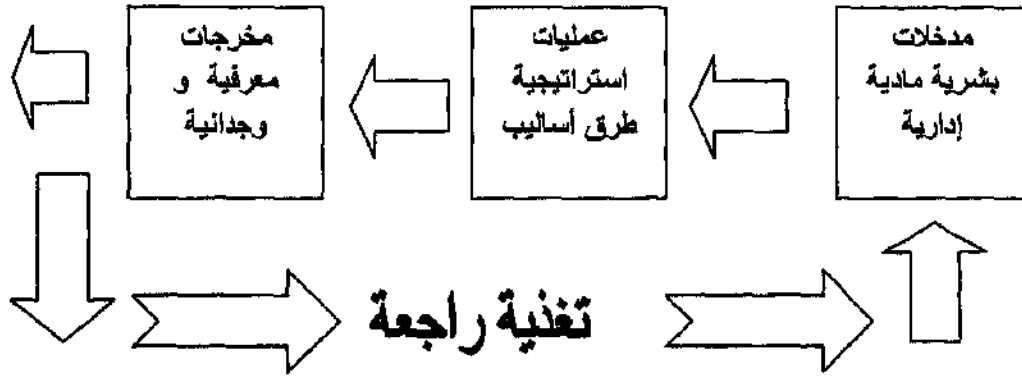 مدخلات
بشرية مادية
إدارية
عمليات
استراتيجية
طرق أساليب
مخرجات
معرفية و
وجدانية
تغذية راجعة